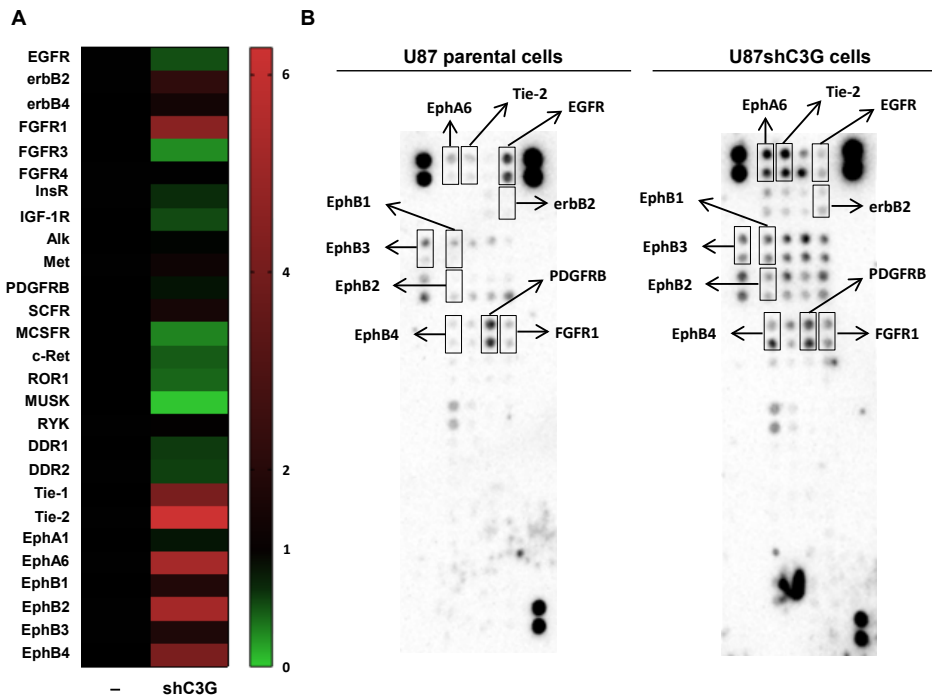 A
EGFR
erbB2
erbB4
FGFR1
FGFR3
FGFR4
InsR
IGF-1R
Alk
Met
PDGFRB
SCFR
MCSFR
c-Ret
ROR1
MUSK
RYK
DDR1
DDR2
Tie-1
Tie-2
EphA1
EphA6
EphB1
EphB2
EphB3
EphB4
– shC3G
6
4
2
1
0
B
U87 parental cells
EphA6
Tie-2
EGFR
erbB2
EphB1
EphB3
EphB2
PDGFRB
EphB4
FGFR1
U87shC3G cells
EphA6
Tie-2
EGFR
erbB2
EphB1
EphB3
EphB2
PDGFRB
EphB4
FGFR1